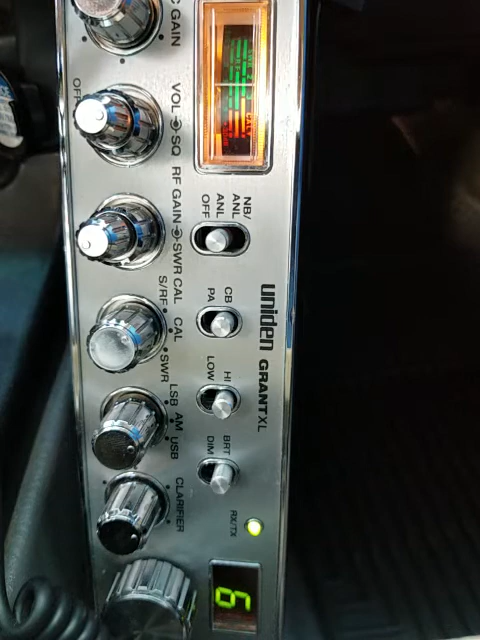 C GAIN
OFF
VOL SQ
RF GAIN SWR CAL
S/RF CAL SWR
LSB AM USB
CLARIFIER
NB/
ANL
ANL
OFF
CB
PA
HI
LOW
BRT
DIM
uniden GRANT XL
RX/TX